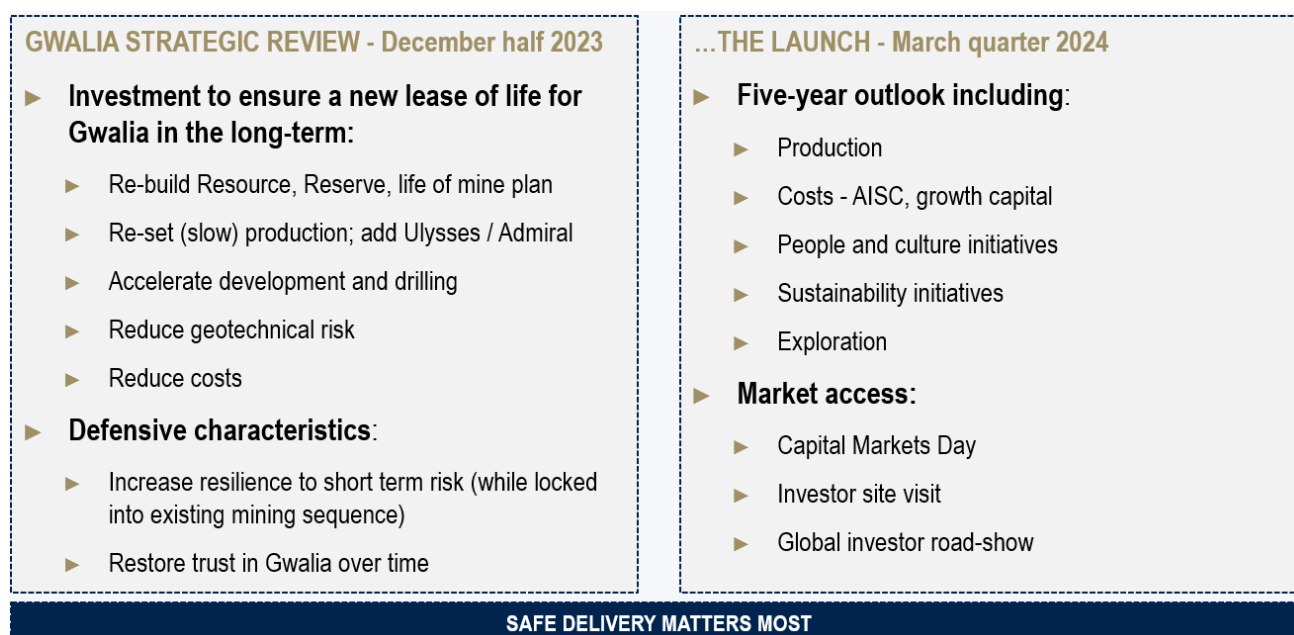 GWALIA STRATEGIC REVIEW - December half 2023
► Investment to ensure a new lease of life for
Gwalia in the long-term:
► Re-build Resource, Reserve, life of mine plan
► Re-set (slow) production; add Ulysses / Admiral
► Accelerate development and drilling
► Reduce geotechnical risk
► Reduce costs
► Defensive characteristics:
► Increase resilience to short term risk (while locked
into existing mining sequence)
► Restore trust in Gwalia over time
...THE LAUNCH - March quarter 2024
► Five-year outlook including:
► Production
► Costs - AISC, growth capital
► People and culture initiatives
► Sustainability initiatives
► Exploration
► Market access:
► Capital Markets Day
► Investor site visit
► Global investor road-show
SAFE DELIVERY MATTERS MOST